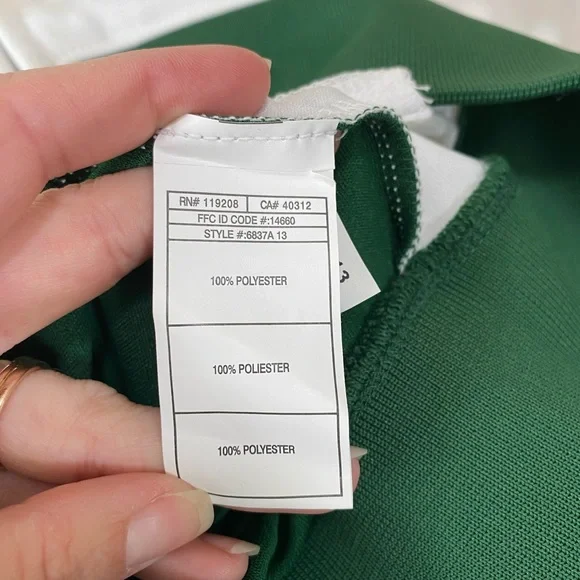 RN# 119208 CA# 40312
FFC ID CODE #:14660
STYLE #:6837A 13
100% POLYESTER
100% POLIESTER
100% POLYESTER